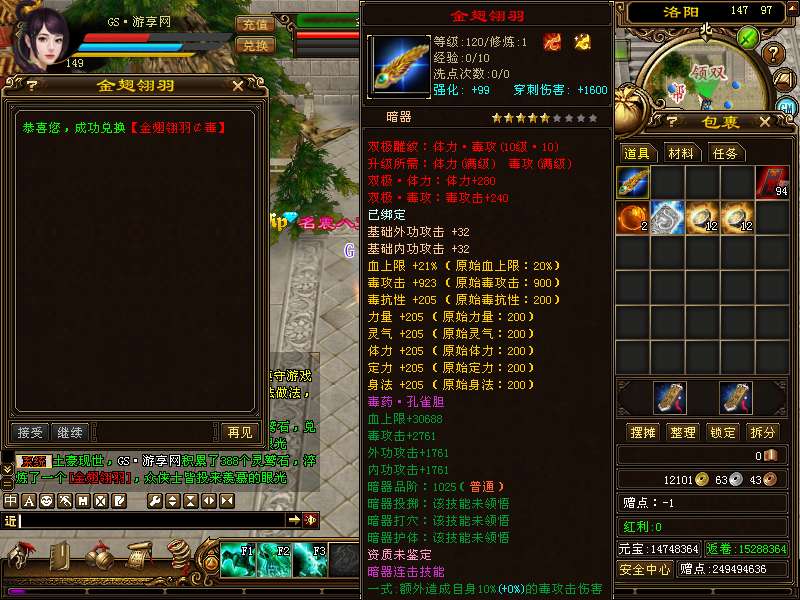 GS·游享网
充值
兑换
149
? 金翅翎羽
恭喜您，成功兑换【金翅翎羽⊄毒】
接受 继续 再见
名震
土豪现世，GS·游享网积累了388个灵鹫石，淬
炼了一个[金翅翎羽]，众侠士皆投来羡慕的眼光
近
F1 F2 F3
金翅翎羽
等级:120/修炼:1
经验:0/10
洗点次数:0/0
强化: +99 穿刺伤害: +1600
暗器
双极雕纹：体力·毒攻(10级·10)
升级所需：体力(满级) 毒攻(满级)
双极·体力：体力+280
双极·毒攻：毒攻击+240
已绑定
基础外功攻击 +32
基础内功攻击 +32
血上限 +21% (原始血上限：20%)
毒攻击 +923 (原始毒攻击：900)
毒抗性 +205 (原始毒抗性：200)
力量 +205 (原始力量：200)
灵气 +205 (原始灵气：200)
体力 +205 (原始体力：200)
定力 +205 (原始定力：200)
身法 +205 (原始身法：200)
毒药·孔雀胆
血上限+30688
毒攻击+2761
外功攻击+1761
内功攻击+1761
暗器品阶：1025(普通)
暗器投掷：该技能未领悟
暗器打穴：该技能未领悟
暗器护体：该技能未领悟
资质未鉴定
暗器连击技能
一式:额外造成自身10%(+0%)的毒攻击伤害
洛阳 147 97
北
领双
? 包裹
道具 材料 任务
94
2 12 12
摆摊 整理 锁定 拆分
0
12101 63 43
赠点：-1
红利:0
元宝:14748364 返卷:15288364
安全中心 赠点:249494636